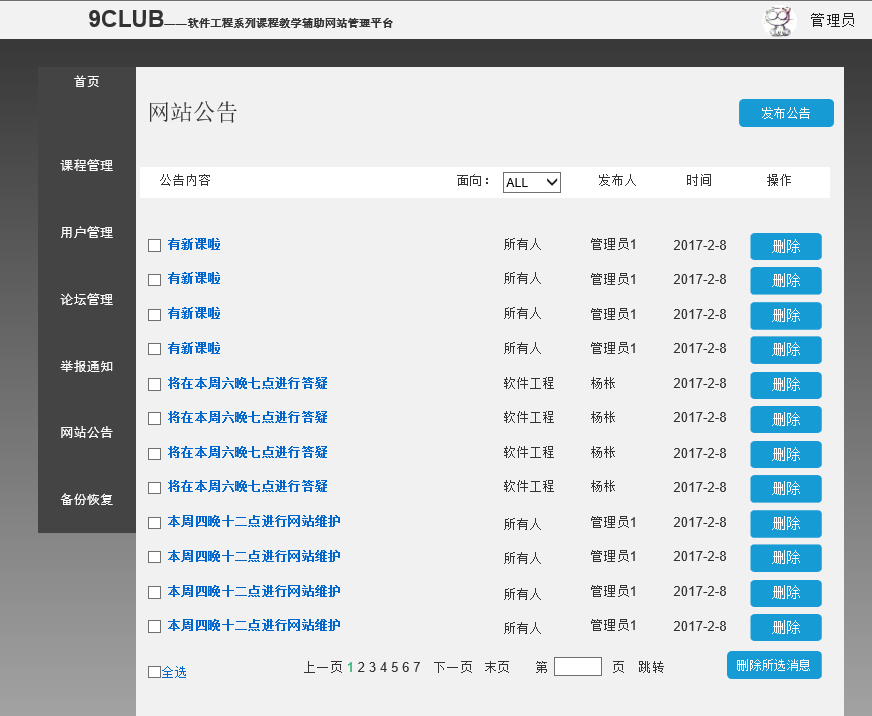 9CLUB——软件工程系列课程教学辅助网站管理平台 管理员
首页
课程管理
用户管理
论坛管理
举报通知
网站公告
备份恢复
网站公告 发布公告
公告内容 面向： ALL 发布人 时间 操作
有新课啦 所有人 管理员1 2017-2-8 删除
有新课啦 所有人 管理员1 2017-2-8 删除
有新课啦 所有人 管理员1 2017-2-8 删除
有新课啦 所有人 管理员1 2017-2-8 删除
将在本周六晚七点进行答疑 软件工程 杨枨 2017-2-8 删除
将在本周六晚七点进行答疑 软件工程 杨枨 2017-2-8 删除
将在本周六晚七点进行答疑 软件工程 杨枨 2017-2-8 删除
将在本周六晚七点进行答疑 软件工程 杨枨 2017-2-8 删除
本周四晚十二点进行网站维护 所有人 管理员1 2017-2-8 删除
本周四晚十二点进行网站维护 所有人 管理员1 2017-2-8 删除
本周四晚十二点进行网站维护 所有人 管理员1 2017-2-8 删除
本周四晚十二点进行网站维护 所有人 管理员1 2017-2-8 删除
全选 上一页 1 2 3 4 5 6 7 下一页 末页 第 页 跳转 删除所选消息